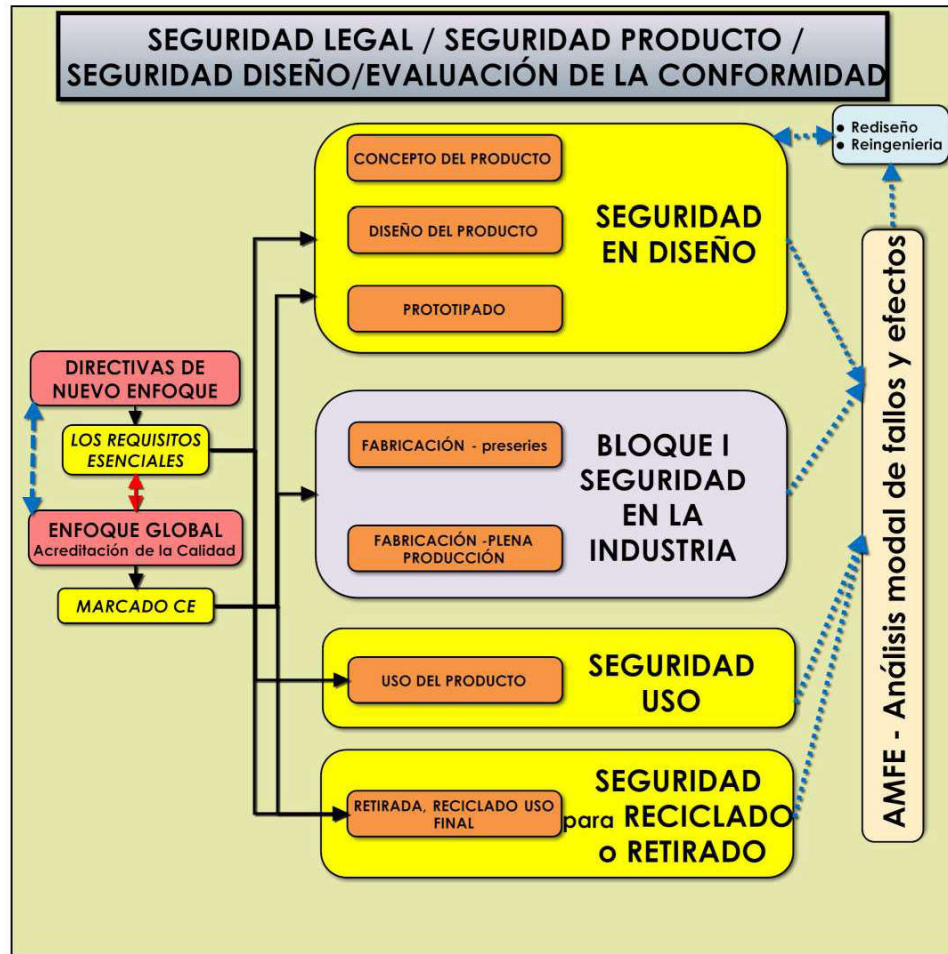 SEGURIDAD LEGAL / SEGURIDAD PRODUCTO /
SEGURIDAD DISEÑO/EVALUACIÓN DE LA CONFORMIDAD
● Rediseño
● Reingenieria
CONCEPTO DEL PRODUCTO
DISEÑO DEL PRODUCTO
PROTOTIPADO
SEGURIDAD
EN DISEÑO
DIRECTIVAS DE
NUEVO ENFOQUE
LOS REQUISITOS
ESENCIALES
ENFOQUE GLOBAL
Acreditación de la Calidad
MARCADO CE
FABRICACIÓN - preseries
FABRICACIÓN -PLENA
PRODUCCIÓN
BLOQUE I
SEGURIDAD
EN LA
INDUSTRIA
USO DEL PRODUCTO
SEGURIDAD
USO
RETIRADA, RECICLADO USO
FINAL
SEGURIDAD
para RECICLADO
o RETIRADO
AMFE - Análisis modal de fallos y efectos